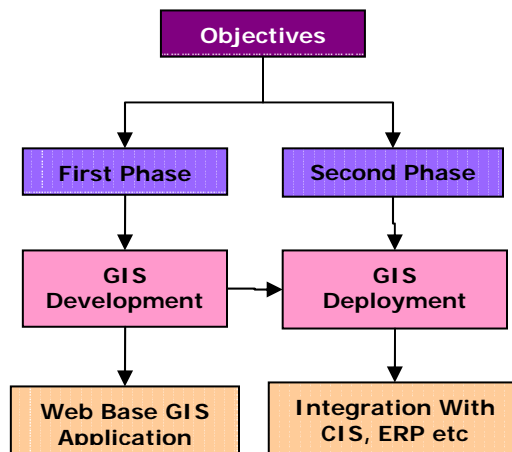 Objectives
First Phase
Second Phase
GIS
Development
GIS
Deployment
Web Base GIS
Application
Integration With
CIS, ERP etc